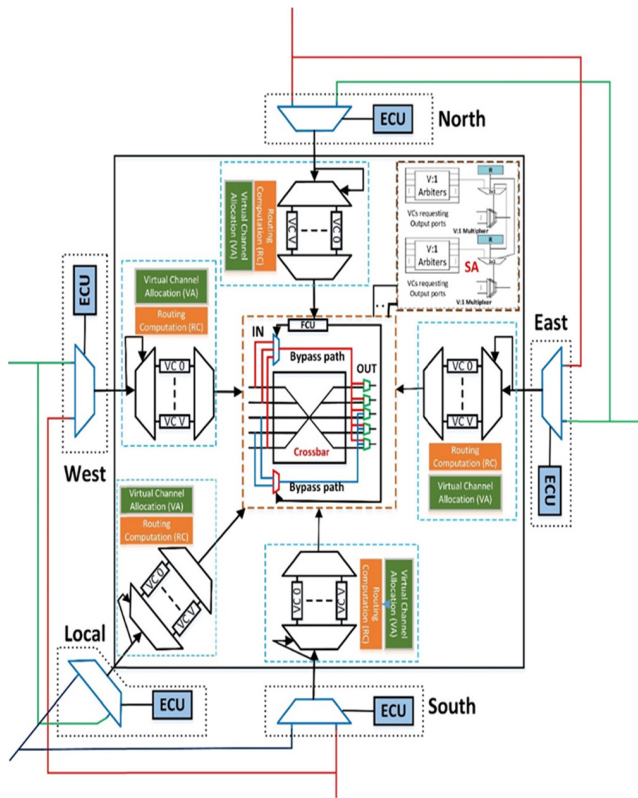 ECU
North
Virtual Channel
Allocation (VA)
Routing
Computation (RC)
VC V
VC 0
R
V:1
Arbiters
VCs requesting
Output ports
V:1 Multiplexer
R
V:1
Arbiters
SA
VCs requesting
Output ports
V:1 Multiplexer
ECU
West
Virtual Channel
Allocation (VA)
Routing
Computation (RC)
VC 0
VC V
IN
FCU
Bypass path
OUT
Crossbar
Bypass path
East
VC 0
VC V
Routing
Computation (RC)
Virtual Channel
Allocation (VA)
ECU
Virtual Channel
Allocation (VA)
Routing
Computation (RC)
VC 0
VC V
Local
ECU
VC 0
VC V
Routing
Computation (RC)
Virtual Channel
Allocation (VA)
ECU
South